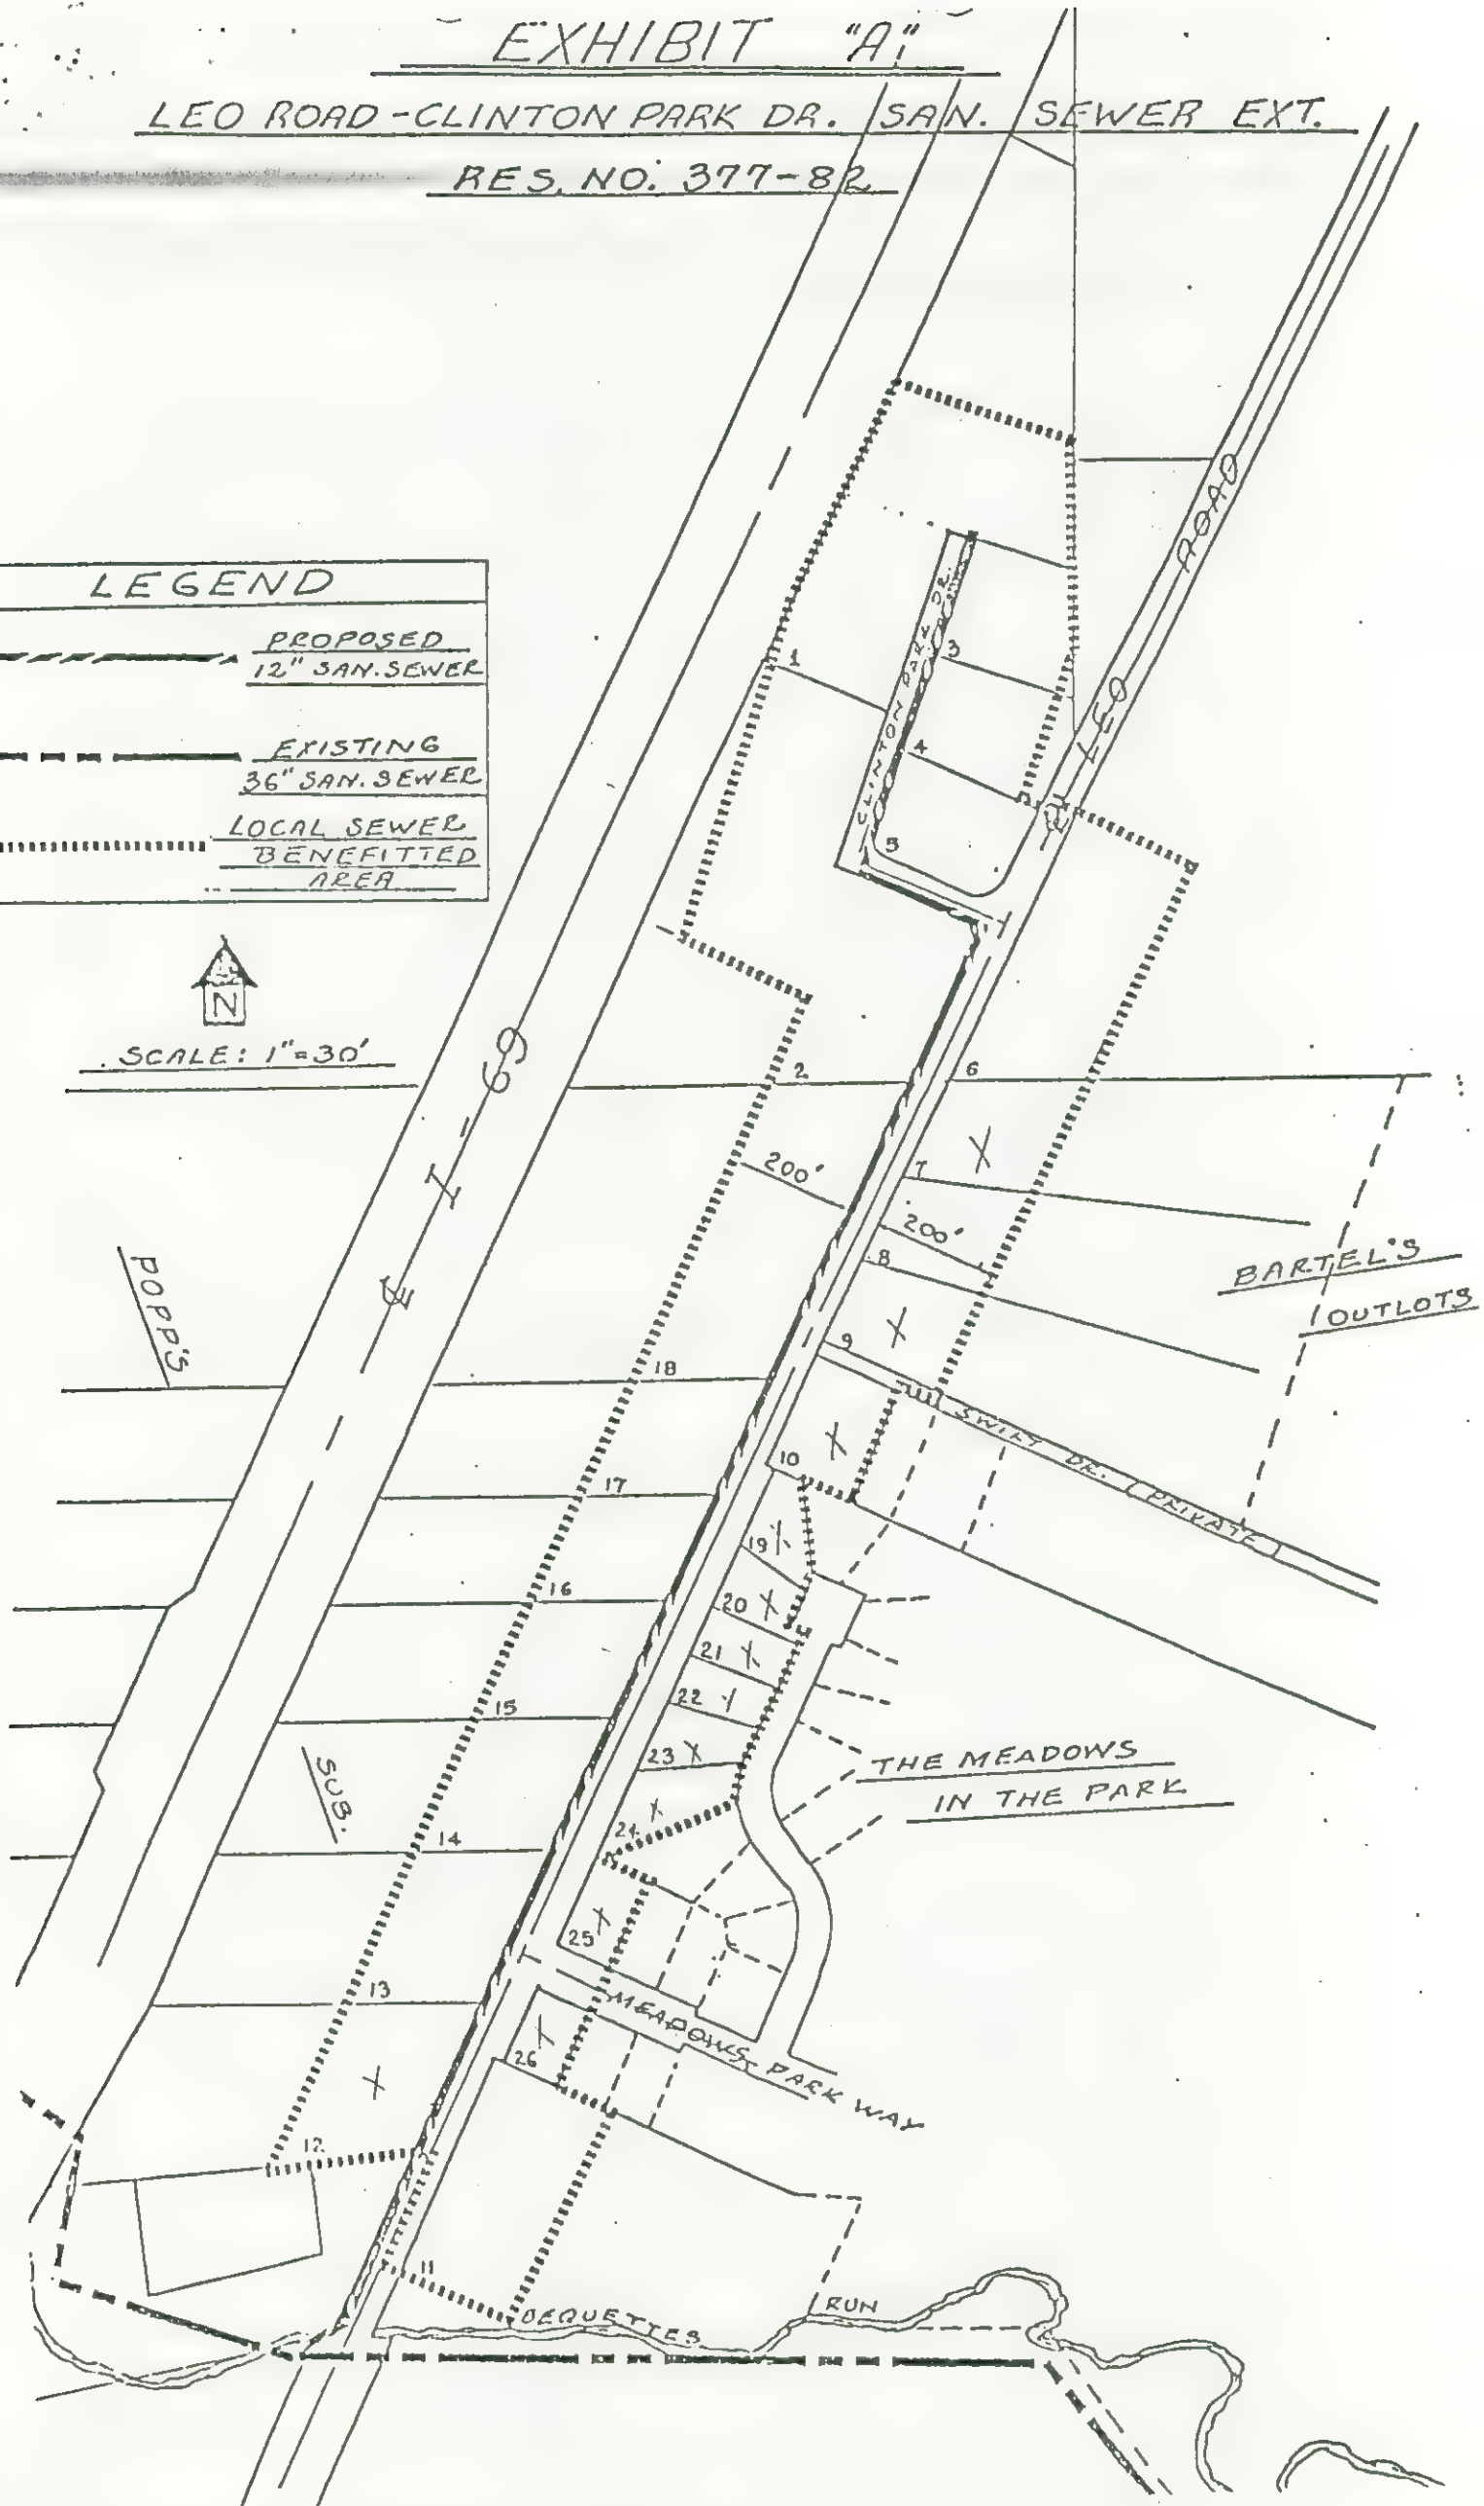 EXHIBIT "A"
LEO ROAD - CLINTON PARK DR. SAN. SEWER EXT.
RES. NO. 377-82
LEGEND
PROPOSED
12" SAN. SEWER
EXISTING
36" SAN. SEWER
LOCAL SEWER
BENEFITTED
AREA
N
SCALE: 1"=30'
LEO ROAD
CLINTON PARK DR.
1
3
4
5
2
6
I-69
200'
7
200'
8
BARTEL'S
OUTLOTS
POPP'S
9
18
SWIFT DR. (PRIVATE)
10
17
19
16
20
21
22
15
23
THE MEADOWS
IN THE PARK
SUB.
24
14
25
13
MEADOWS PARK WAY
26
12
11
BEQUETTES RUN